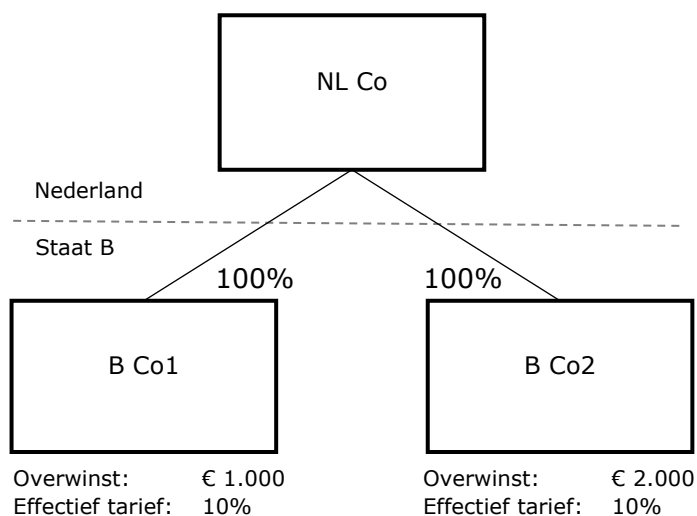 NL Co
Nederland
Staat B
100% 100%
B Co1 B Co2
Overwinst: € 1.000 Overwinst: € 2.000
Effectief tarief: 10% Effectief tarief: 10%